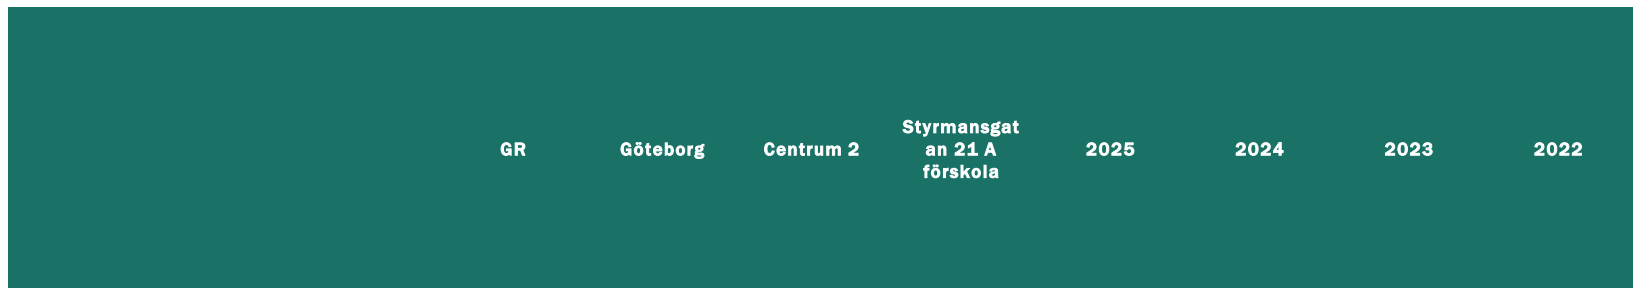 GR Göteborg Centrum 2 Styrmansgat
an 21 A
förskola 2025 2024 2023 2022